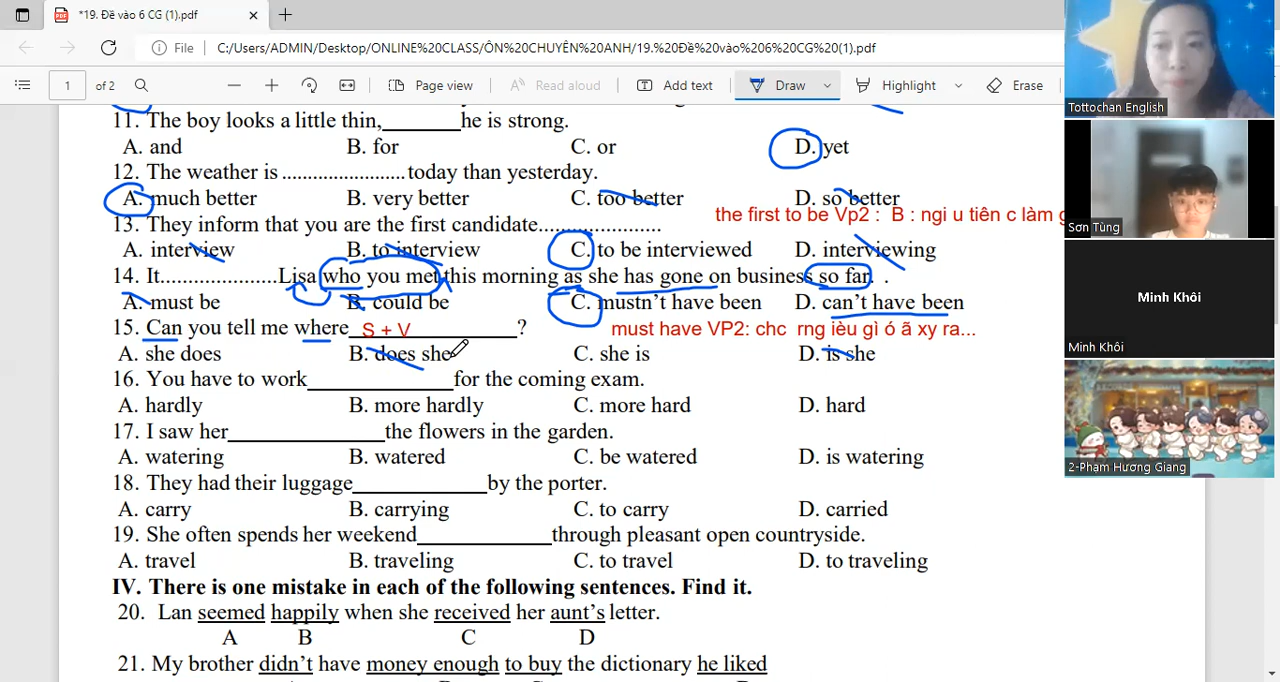 *19. Đề vào 6 CG (1).pdf
File C:/Users/ADMIN/Desktop/ONLINE%20CLASS/ÔN%20CHUYÊN%20ANH/19.%20Đề%20vào%206%20CG%20(1).pdf
1 of 2 Page view Read aloud Add text Draw Highlight Erase
11. The boy looks a little thin,_______he is strong.
A. and B. for C. or D. yet
12. The weather is ...................... today than yesterday.
A. much better B. very better C. too better D. so better
the first to be Vp2 : B : ngi u tiên c làm g
13. They inform that you are the first candidate......................
A. interview B. to interview C. to be interviewed D. interviewing
14. It.....................Lisa who you met this morning as she has gone on business so far. .
A. must be B. could be C. mustn't have been D. can't have been
15. Can you tell me where S + V_______________? must have VP2: chc rng ièu gì ó ã xy ra...
A. she does B. does she C. she is D. is she
16. You have to work_____________for the coming exam.
A. hardly B. more hardly C. more hard D. hard
17. I saw her______________the flowers in the garden.
A. watering B. watered C. be watered D. is watering
18. They had their luggage____________by the porter.
A. carry B. carrying C. to carry D. carried
19. She often spends her weekend____________through pleasant open countryside.
A. travel B. traveling C. to travel D. to traveling
IV. There is one mistake in each of the following sentences. Find it.
20. Lan seemed happily when she received her aunt's letter.
A B C D
21. My brother didn't have money enough to buy the dictionary he liked
Tottochan English
Sơn Tùng
Minh Khôi
Minh Khôi
2-Phạm Hương Giang